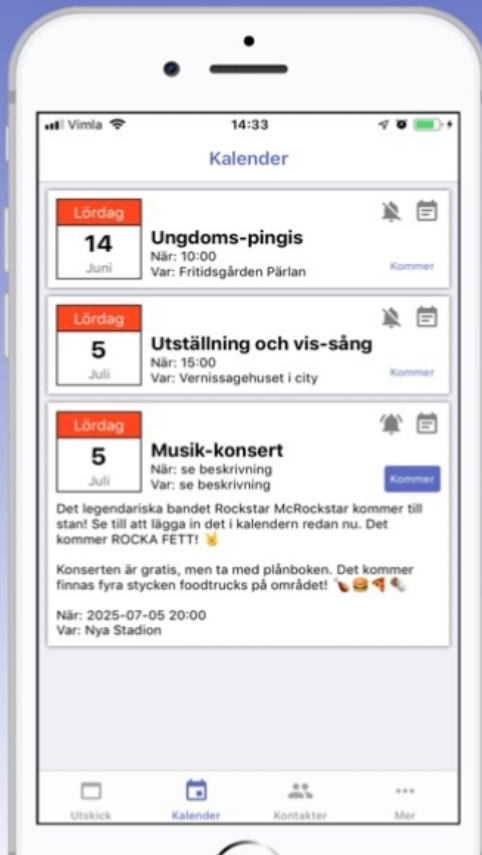 Vimla 14:33
Kalender
Lördag
14
Juni
Ungdoms-pingis
När: 10:00
Var: Fritidsgården Pärlan
Kommer
Lördag
5
Juli
Utställning och vis-sång
När: 15:00
Var: Vernissagehuset i city
Kommer
Lördag
5
Juli
Musik-konsert
När: se beskrivning
Var: se beskrivning
Kommer
Det legendariska bandet Rockstar McRockstar kommer till
stan! Se till att lägga in det i kalendern redan nu. Det
kommer ROCKA FETT! 🤘
Konserten är gratis, men ta med plånboken. Det kommer
finnas fyra stycken foodtrucks på området! 🍗🍔🍕🌯
När: 2025-07-05 20:00
Var: Nya Stadion
Utskick Kalender Kontakter Mer